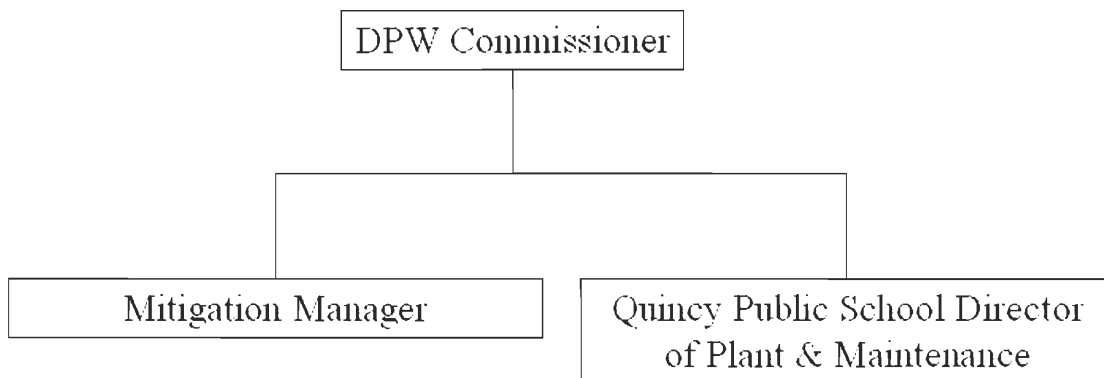 DPW Commissioner
Mitigation Manager
Quincy Public School Director
of Plant & Maintenance